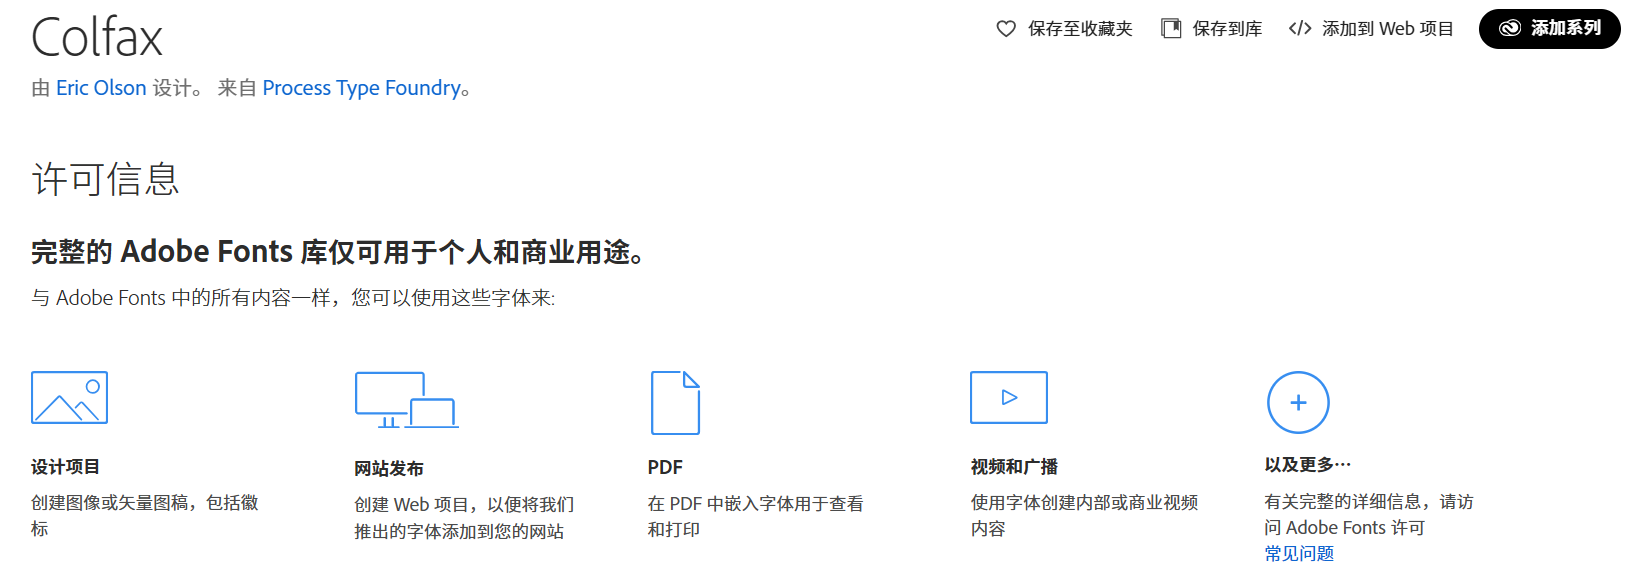 Colfax
保存至收藏夹
保存到库
</> 添加到 Web 项目
添加系列
由 Eric Olson 设计。 来自 Process Type Foundry。
许可信息
完整的 Adobe Fonts 库仅可用于个人和商业用途。
与 Adobe Fonts 中的所有内容一样，您可以使用这些字体来:
设计项目
创建图像或矢量图稿，包括徽
标
网站发布
创建 Web 项目，以便将我们
推出的字体添加到您的网站
PDF
在 PDF 中嵌入字体用于查看
和打印
视频和广播
使用字体创建内部或商业视频
内容
以及更多…
有关完整的详细信息，请访
问 Adobe Fonts 许可
常见问题